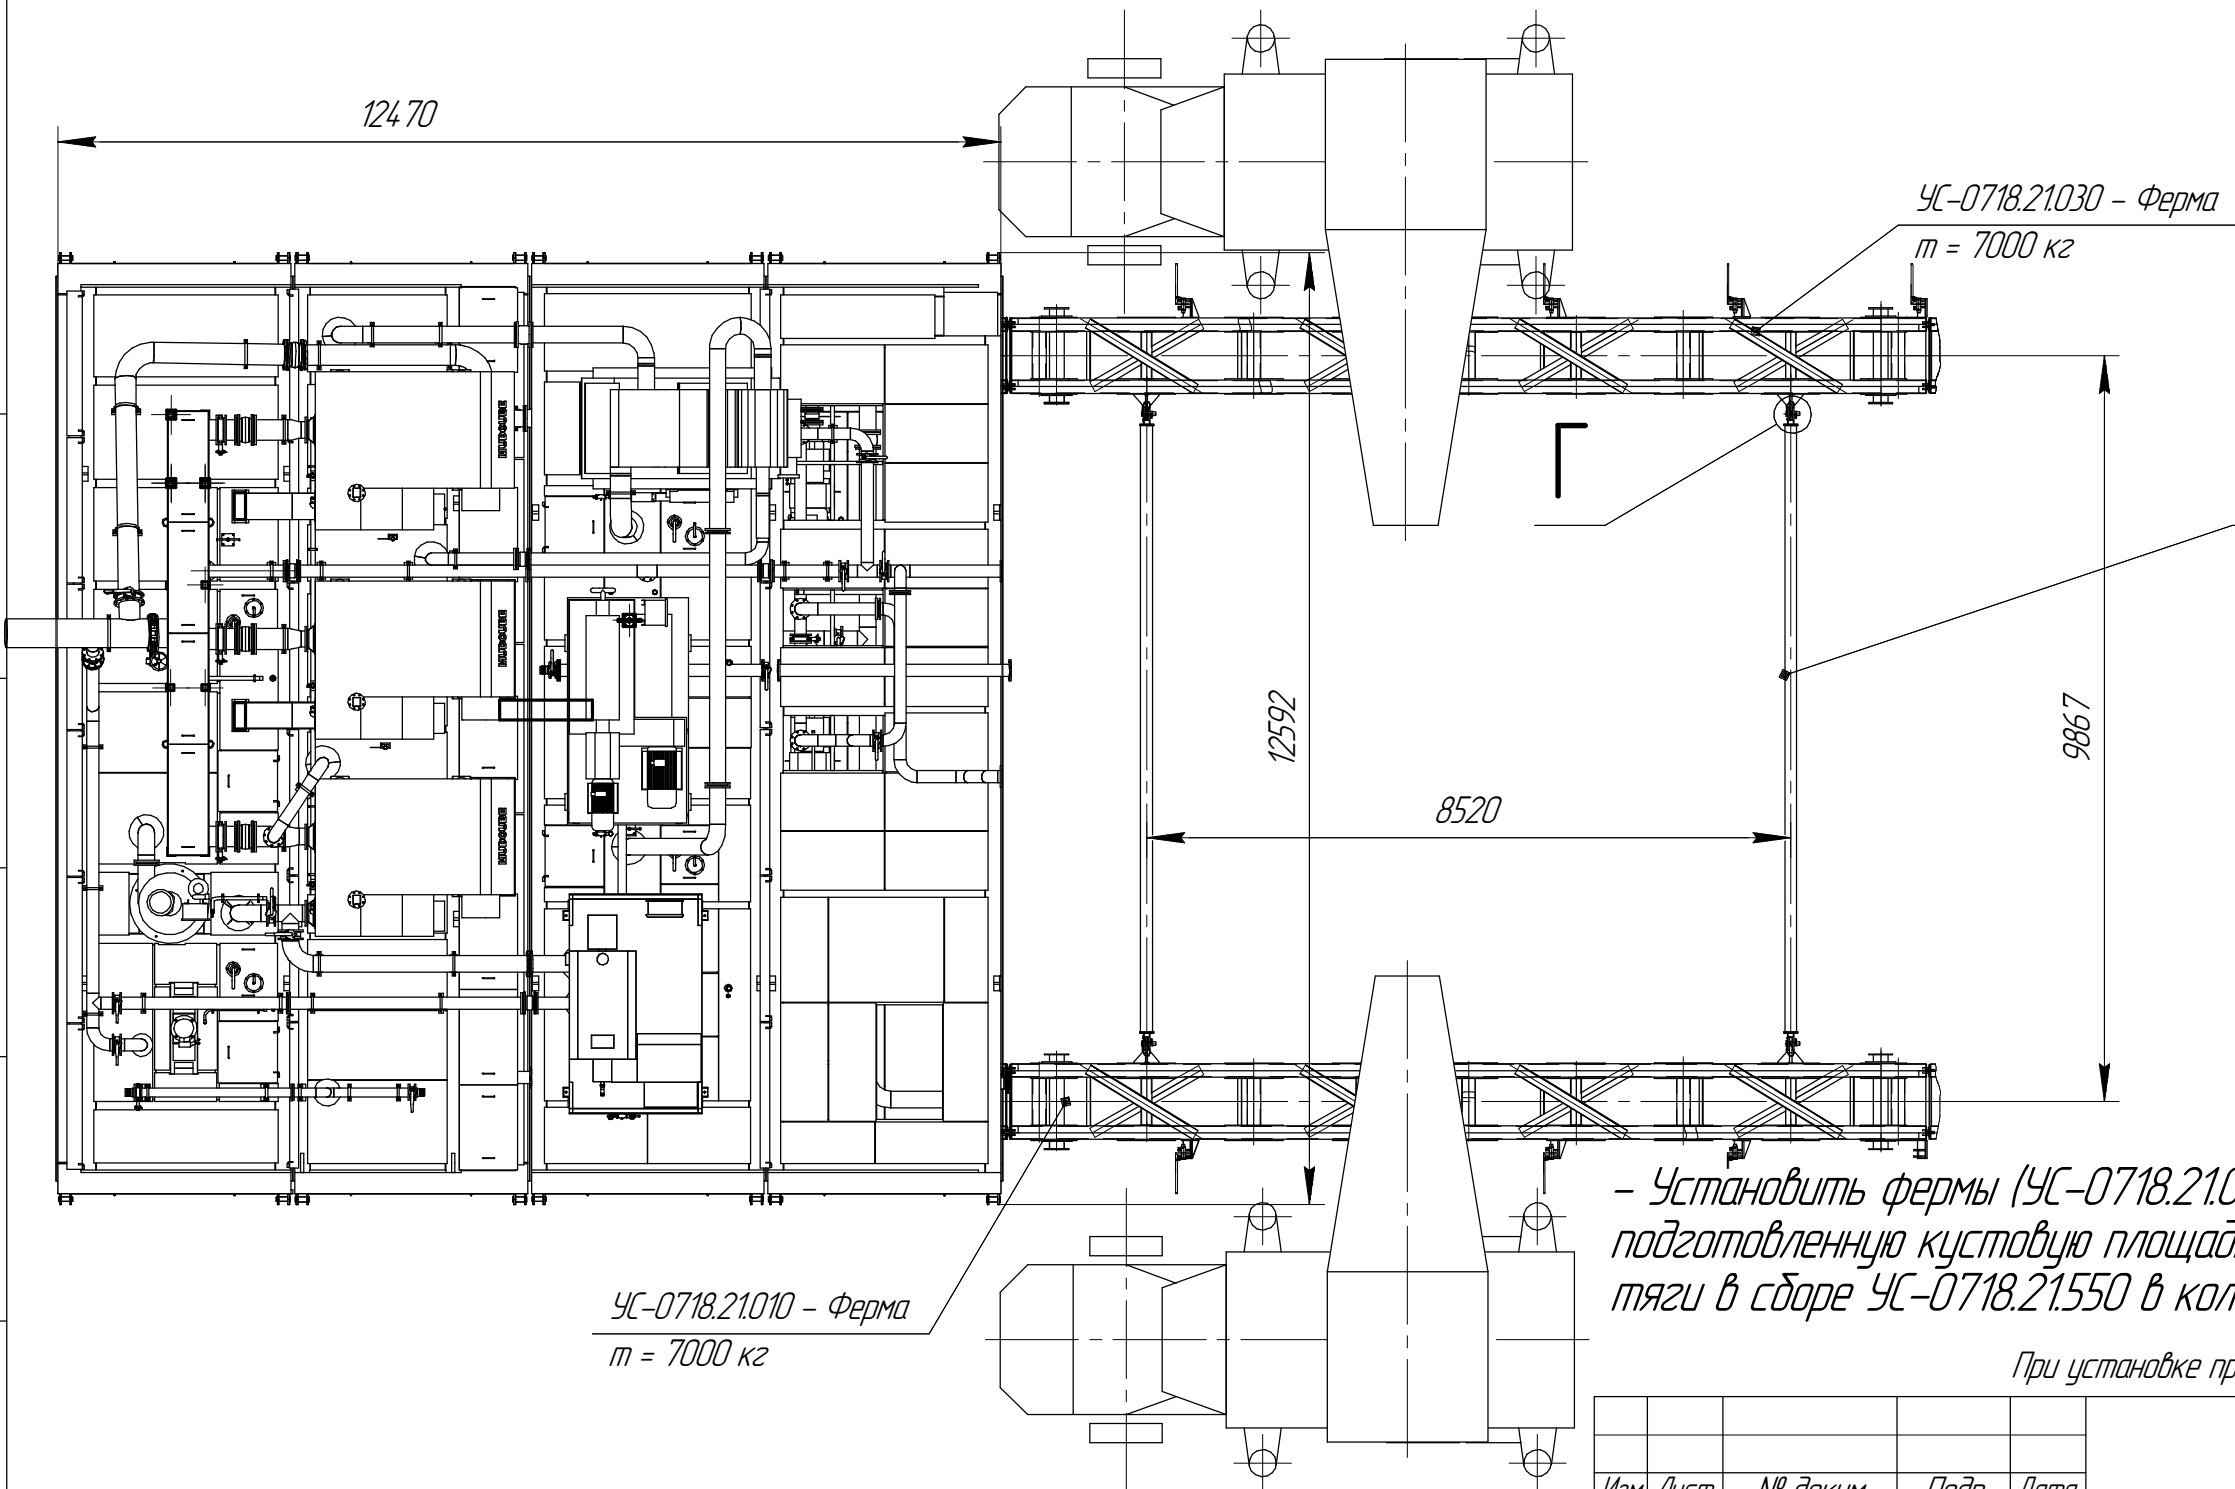 12470
УС-0718.21.030 - Ферма
m = 7000 кг
Г
12592
9867
8520
- Установить фермы (УС-0718.21.0
подготовленную кустовую площад
тяги в сборе УС-0718.21.550 в кол
УС-0718.21.010 - Ферма
m = 7000 кг
При установке пр
Изм Лист № докум. Подп. Дата